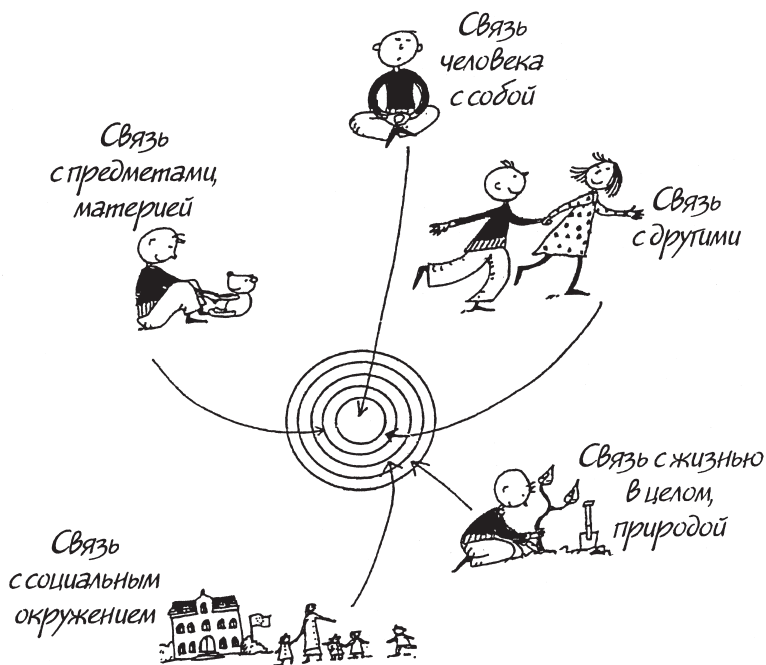 Связь
человека
с собой
Связь
с предметами,
материей
Связь
с другими
Связь с жизнью
в целом,
природой
Связь
с социальным
окружением